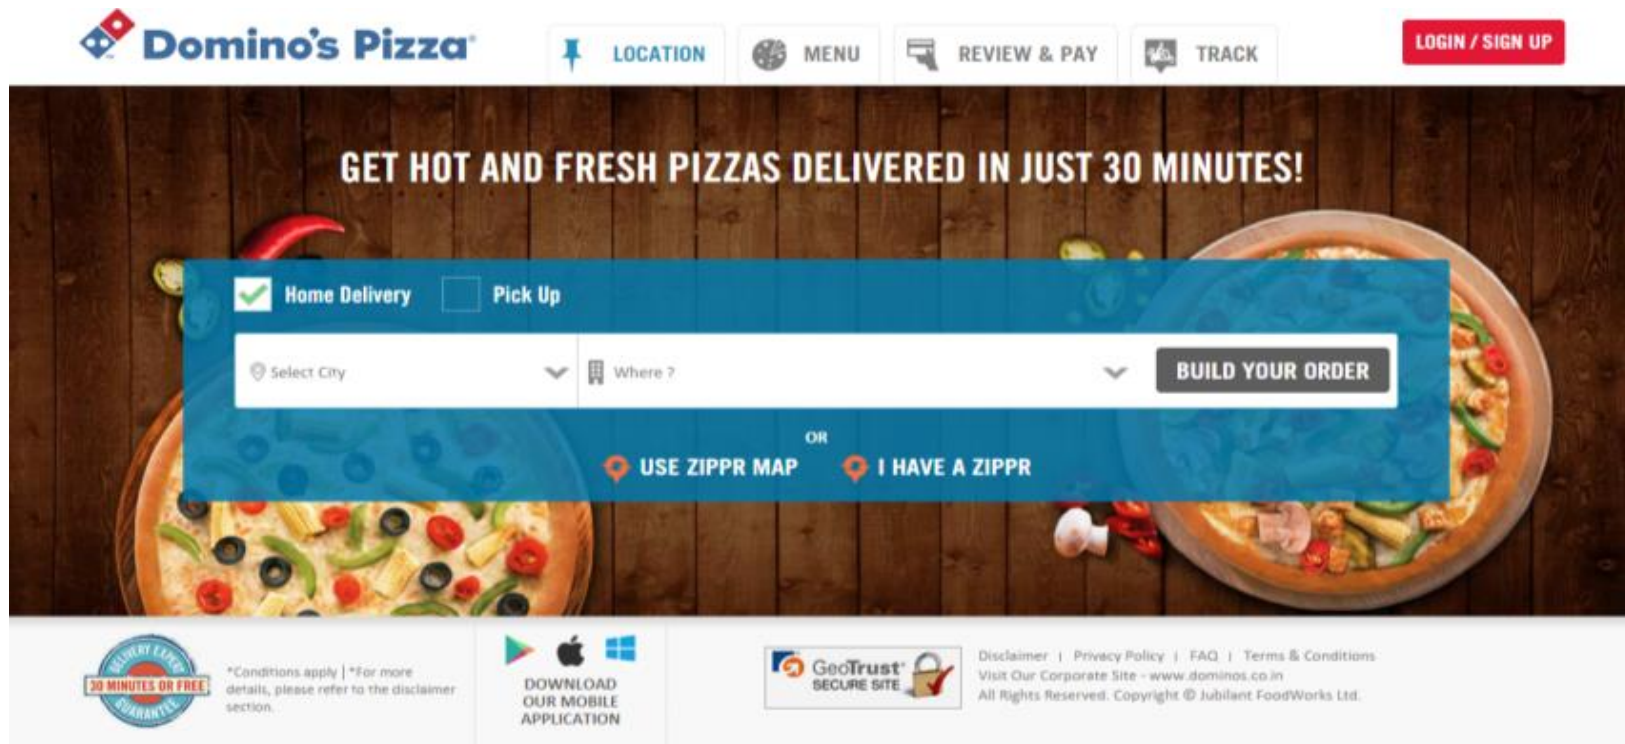 Domino's Pizza
LOCATION
MENU
REVIEW & PAY
TRACK
LOGIN / SIGN UP
GET HOT AND FRESH PIZZAS DELIVERED IN JUST 30 MINUTES!
Home Delivery
Pick Up
Select City
Where ?
BUILD YOUR ORDER
OR
USE ZIPPR MAP
I HAVE A ZIPPR
DELIVERY EXPERT
30 MINUTES OR FREE
GUARANTEE
*Conditions apply | *For more
details, please refer to the disclaimer
section.
DOWNLOAD
OUR MOBILE
APPLICATION
GeoTrust
SECURE SITE
Disclaimer | Privacy Policy | FAQ | Terms & Conditions
Visit Our Corporate Site - www.dominos.co.in
All Rights Reserved. Copyright © Jubilant FoodWorks Ltd.